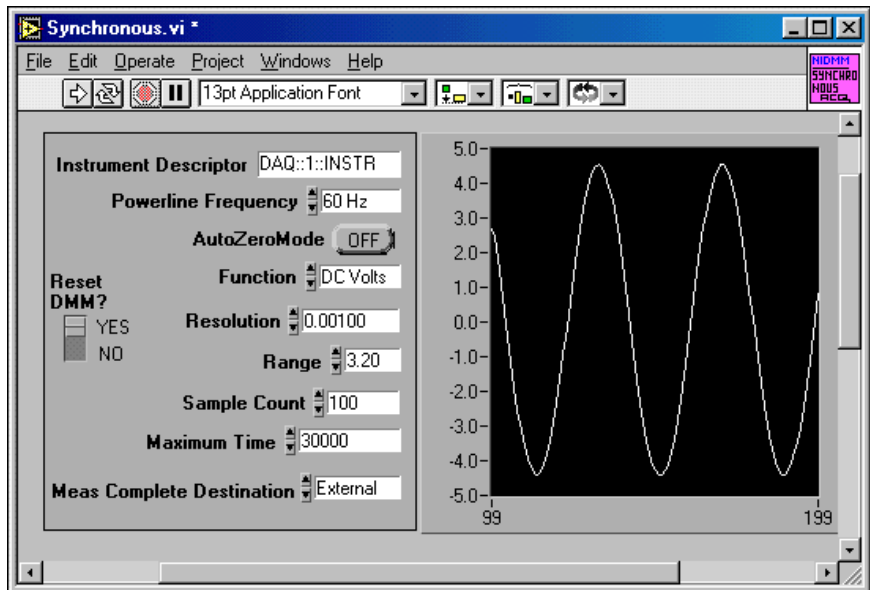 Synchronous.vi *
File Edit Operate Project Windows Help
NIDMM
SYNCHRO
NOUS
ACQ.
13pt Application Font
Instrument Descriptor DAQ::1::INSTR
Powerline Frequency 60 Hz
AutoZeroMode OFF
Function DC Volts
Reset
DMM?
YES
NO
Resolution 0.00100
Range 3.20
Sample Count 100
Maximum Time 30000
Meas Complete Destination External
5.0
4.0
3.0
2.0
1.0
0.0
-1.0
-2.0
-3.0
-4.0
-5.0
99 199